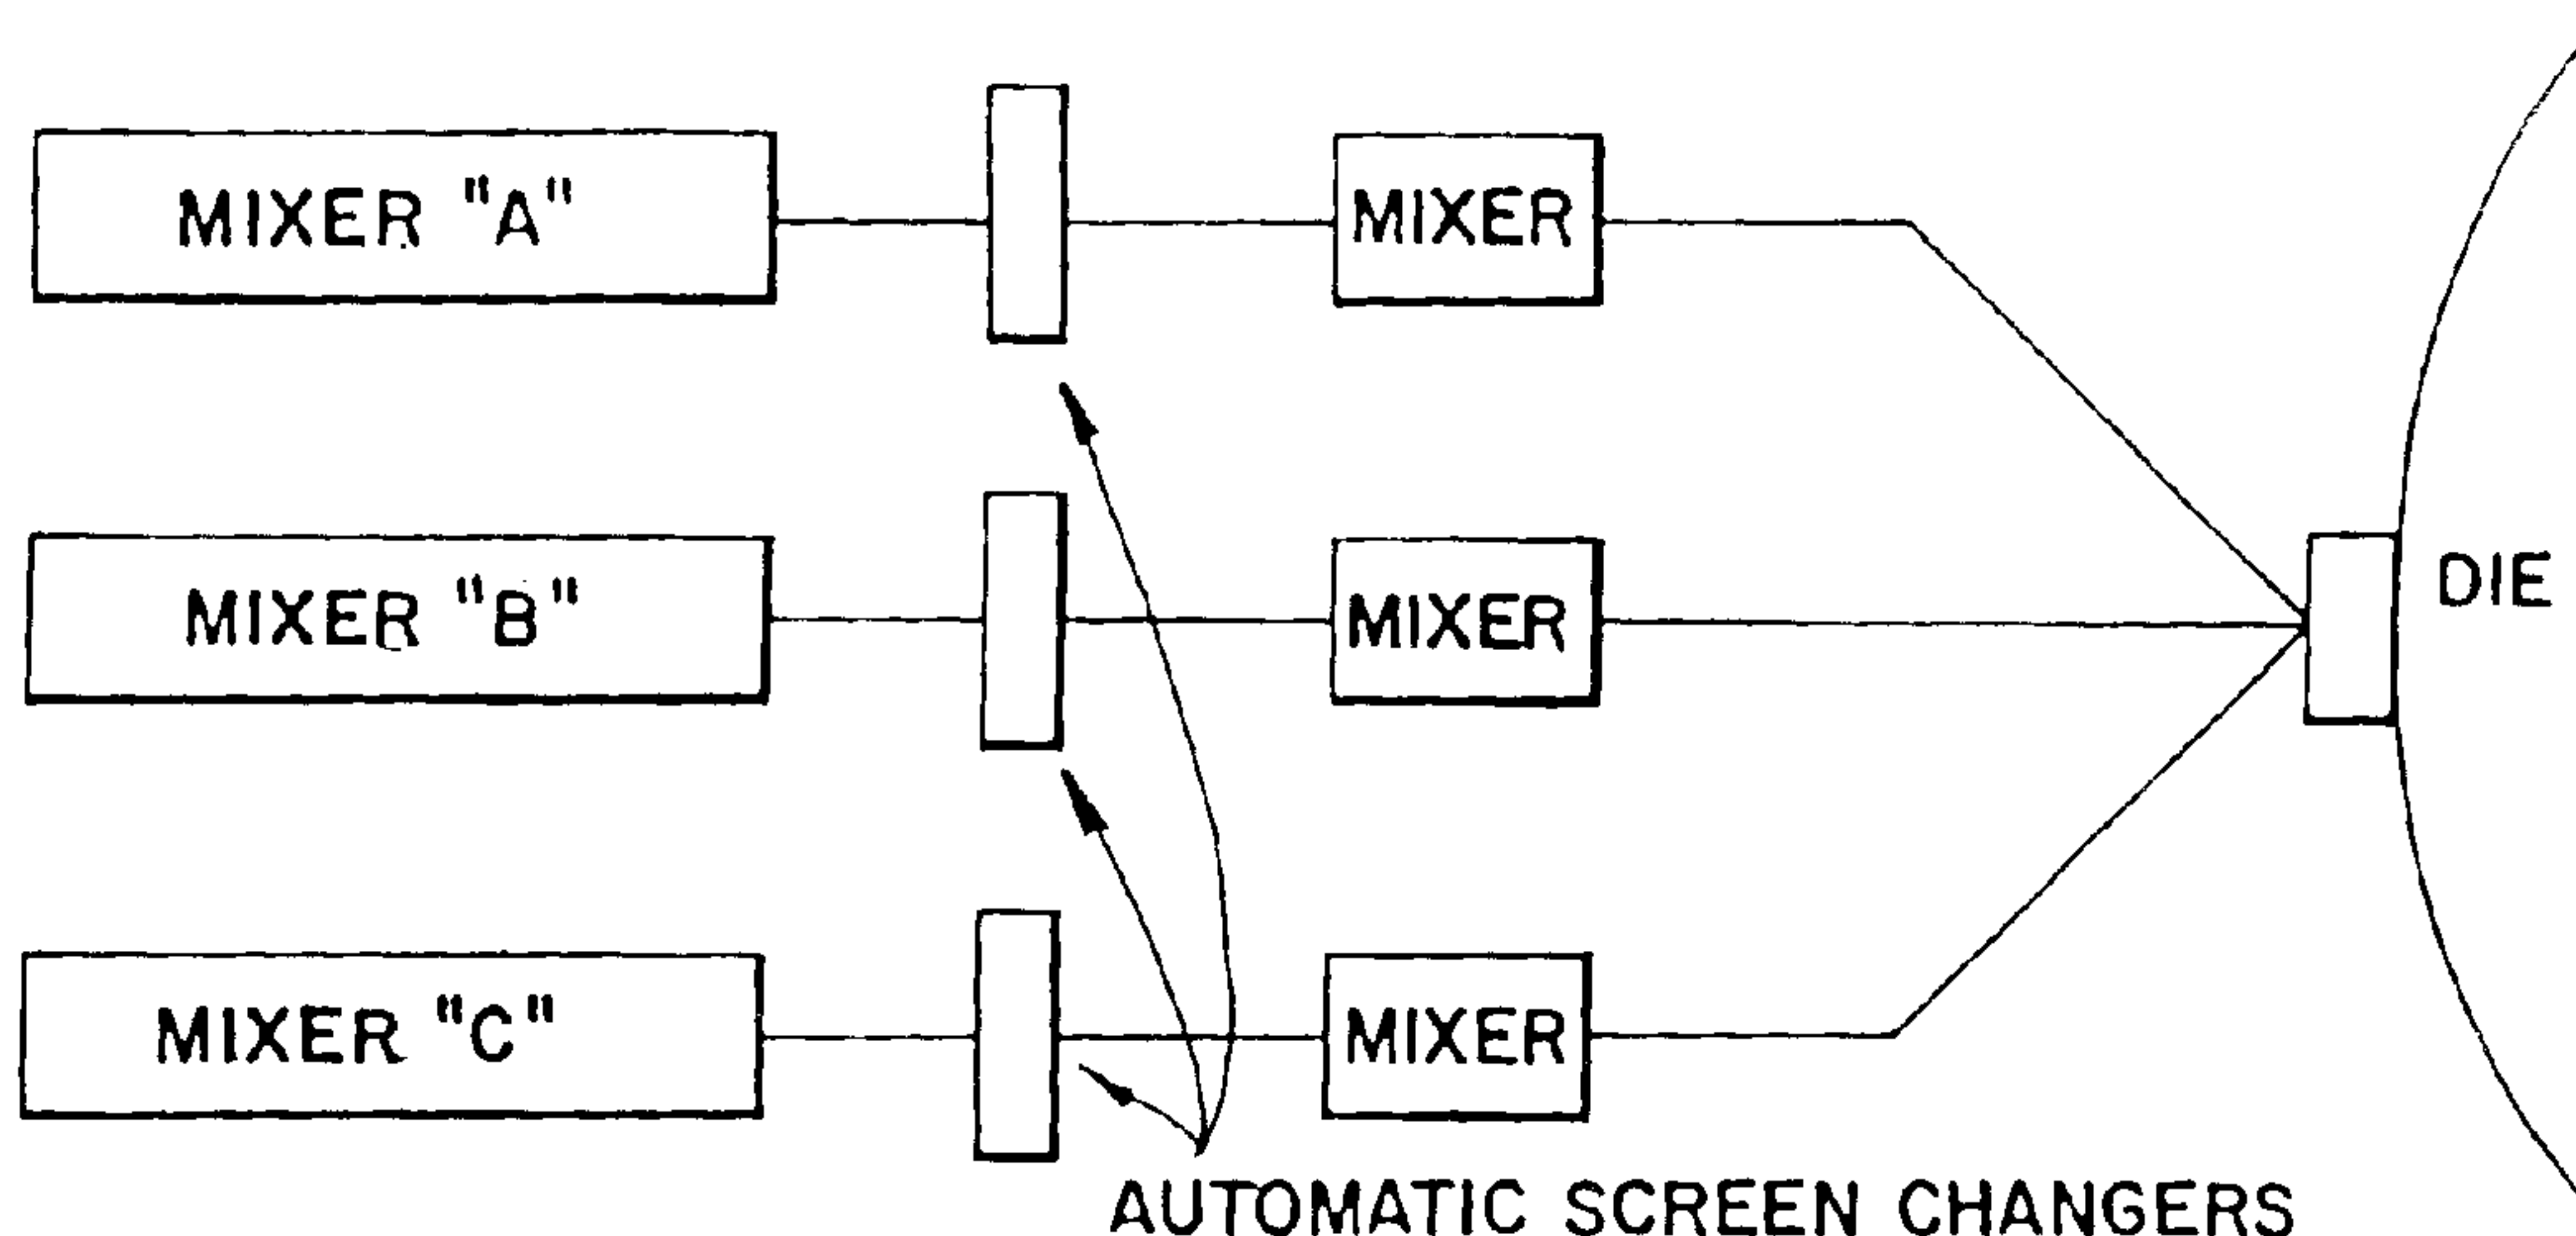 MIXER "A"
MIXER
MIXER "B"
MIXER
DIE
MIXER "C"
MIXER
AUTOMATIC SCREEN CHANGERS